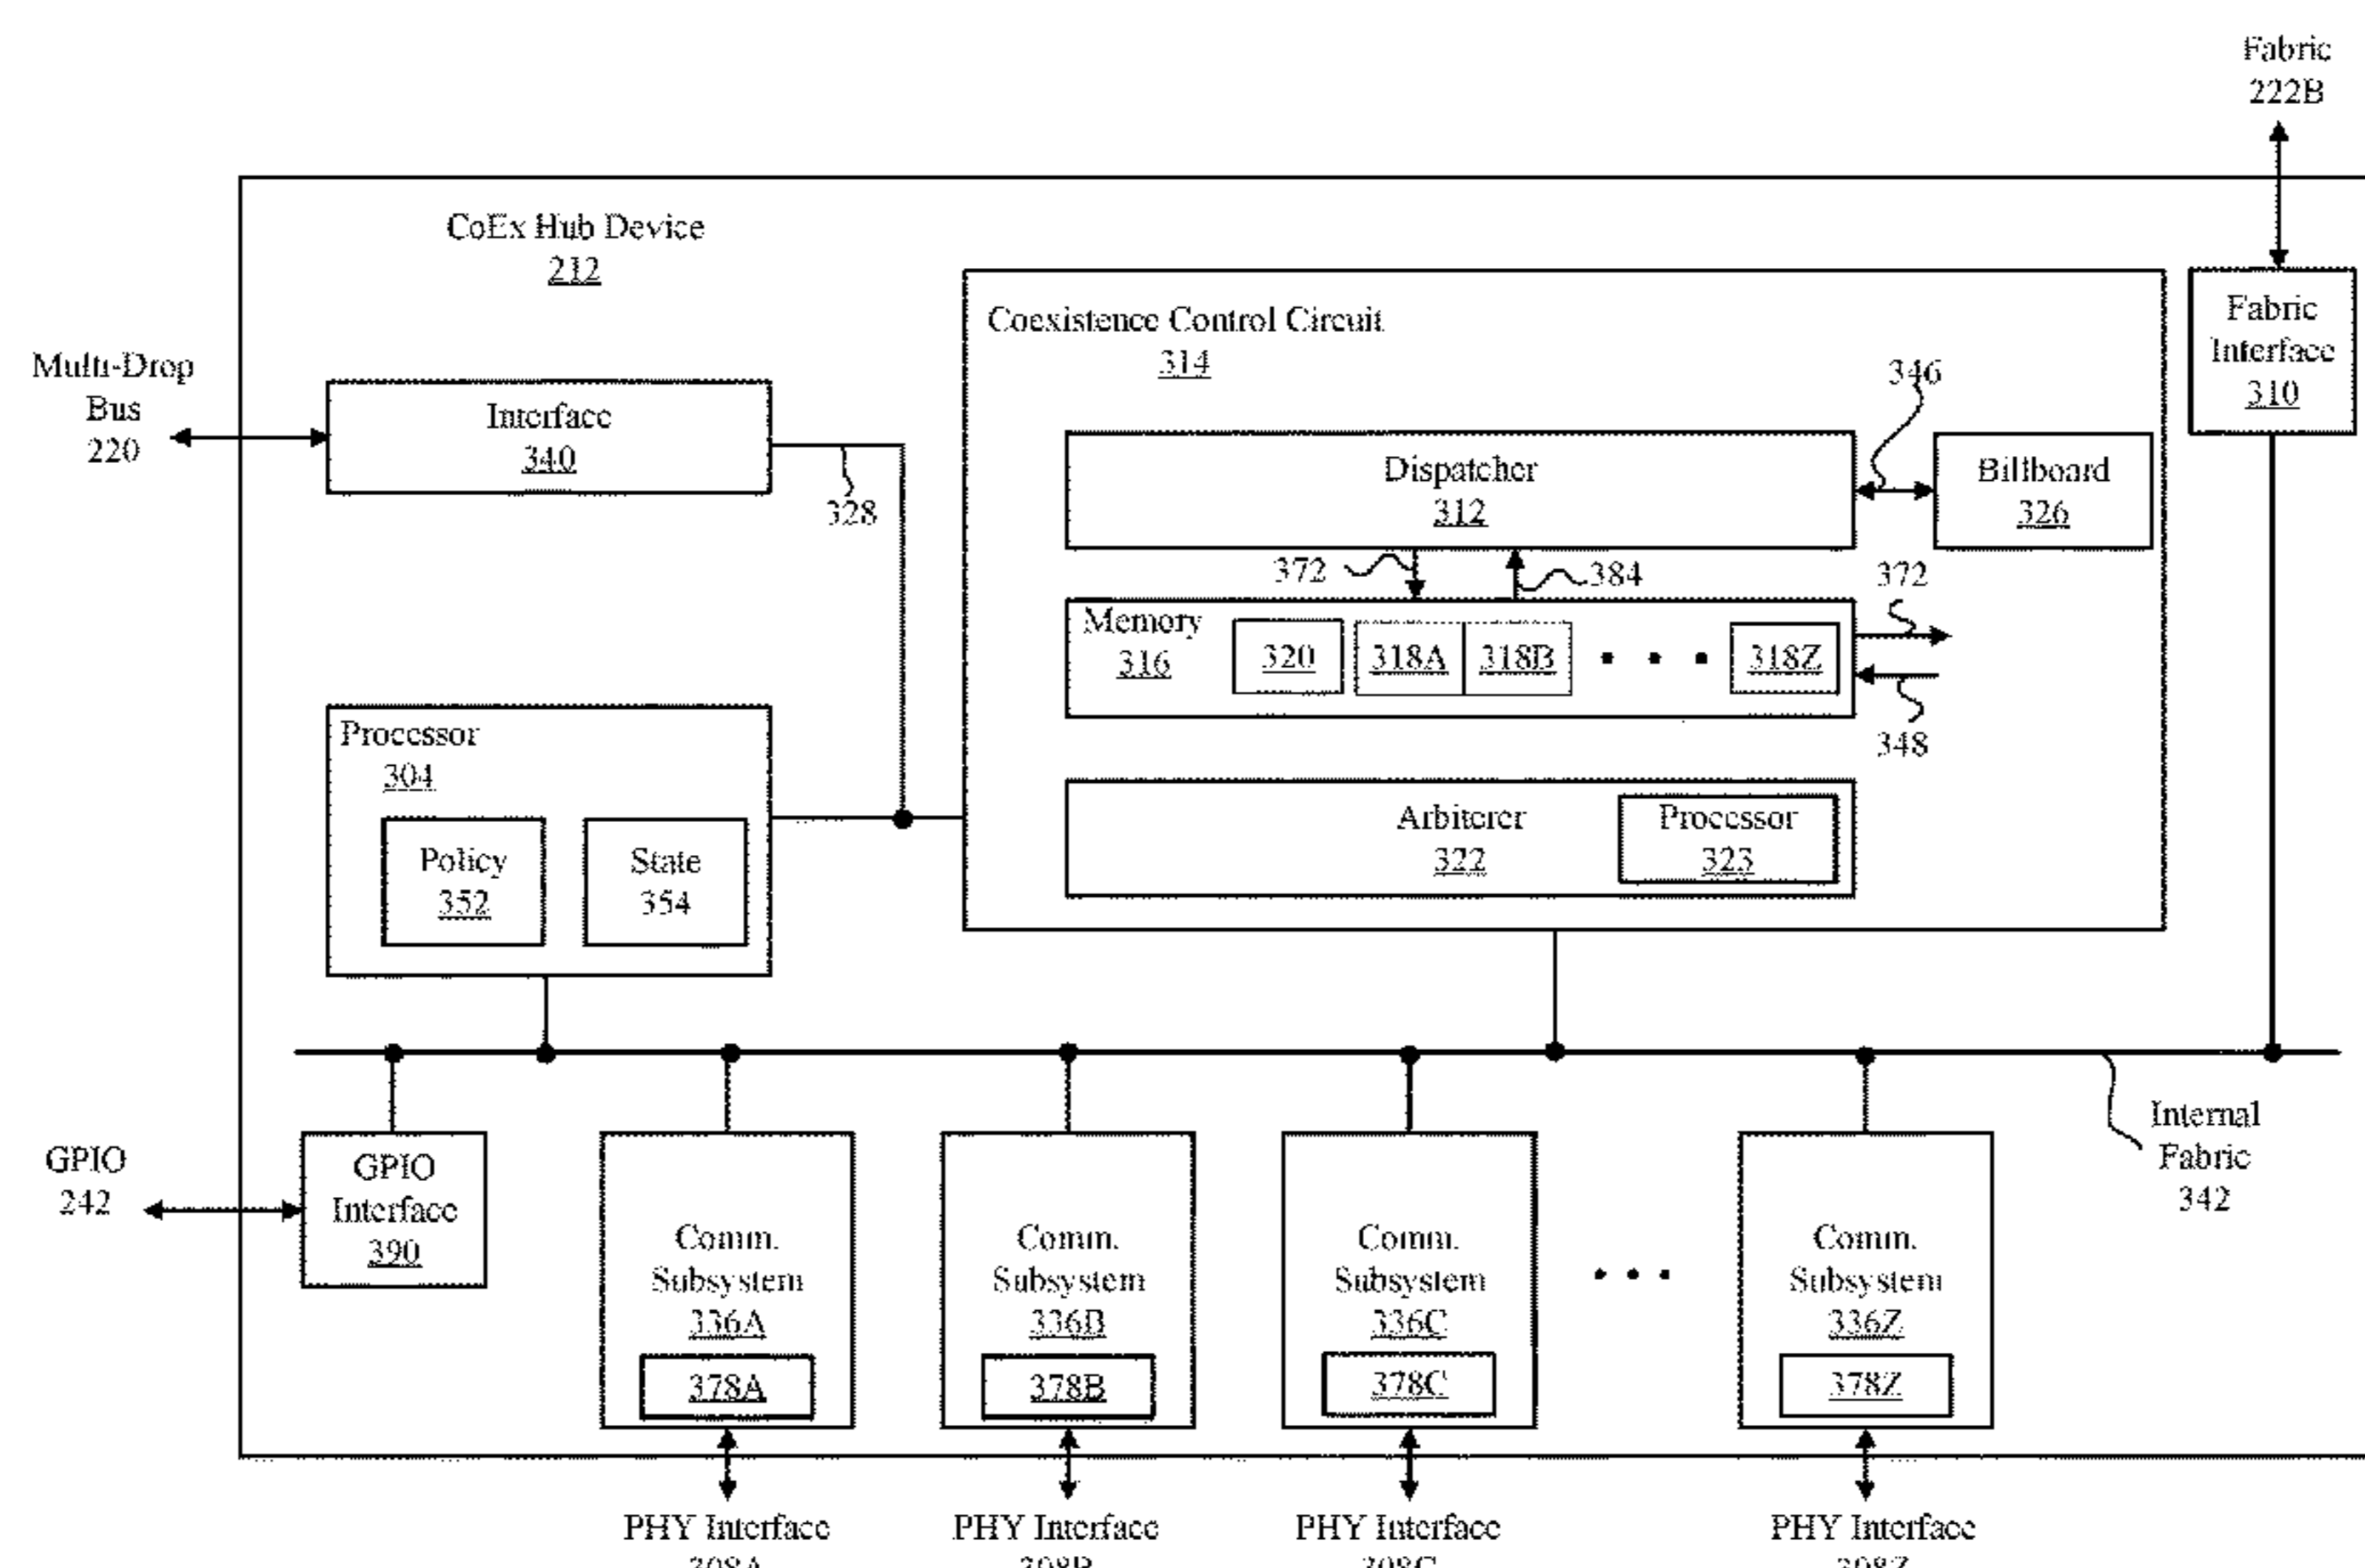 Fabric
222B
CoEx Hub Device
212
Coexistence Control Circuit
314
Fabric
Interface
310
Multi-Drop
Bus
220
Interface
340
328
346
Dispatcher
312
Billboard
326
372
384
372
Memory
316
320
318A
318B
318Z
348
Processor
304
Policy
352
State
354
Arbiterer
322
Processor
323
Internal
Fabric
342
GPIO
242
GPIO
Interface
390
Comm.
Subsystem
336A
378A
Comm.
Subsystem
336B
378B
Comm.
Subsystem
336C
378C
Comm.
Subsystem
336Z
378Z
PHY Interface
308A
PHY Interface
308B
PHY Interface
308C
PHY Interface
308Z